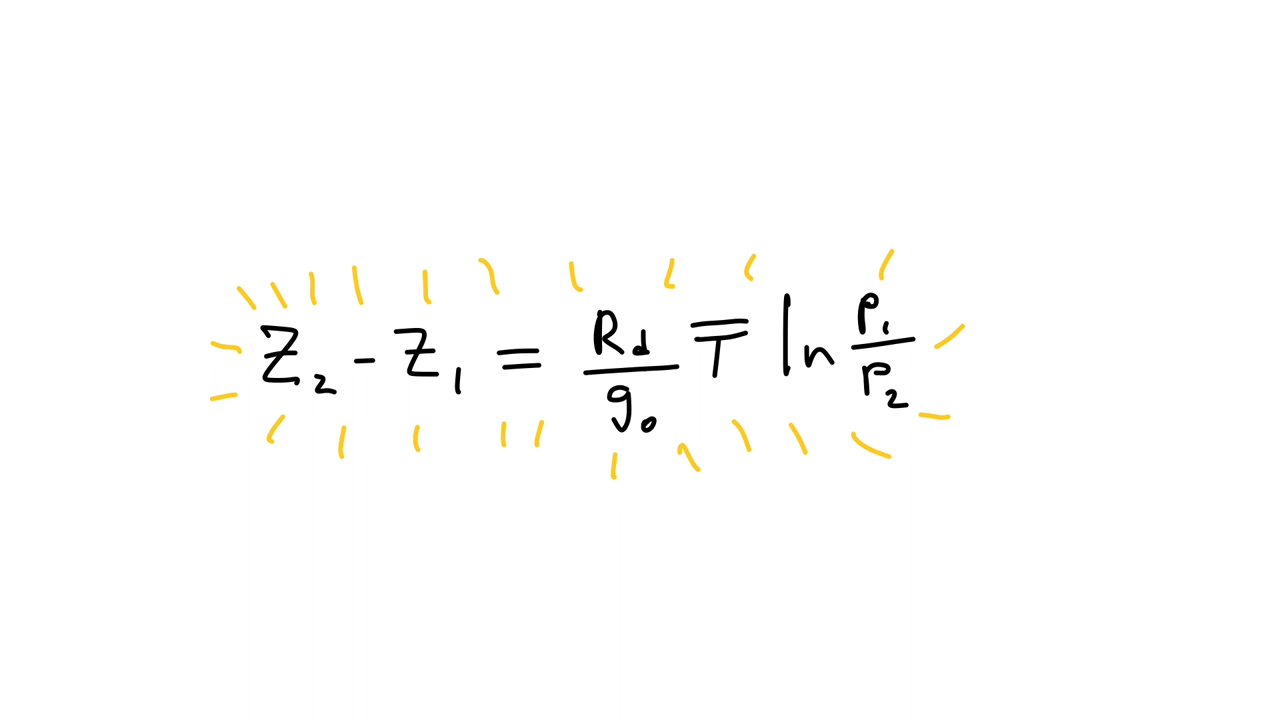 Z₂ - Z₁ = R_d/g₀ T̅ ln P₁/P₂